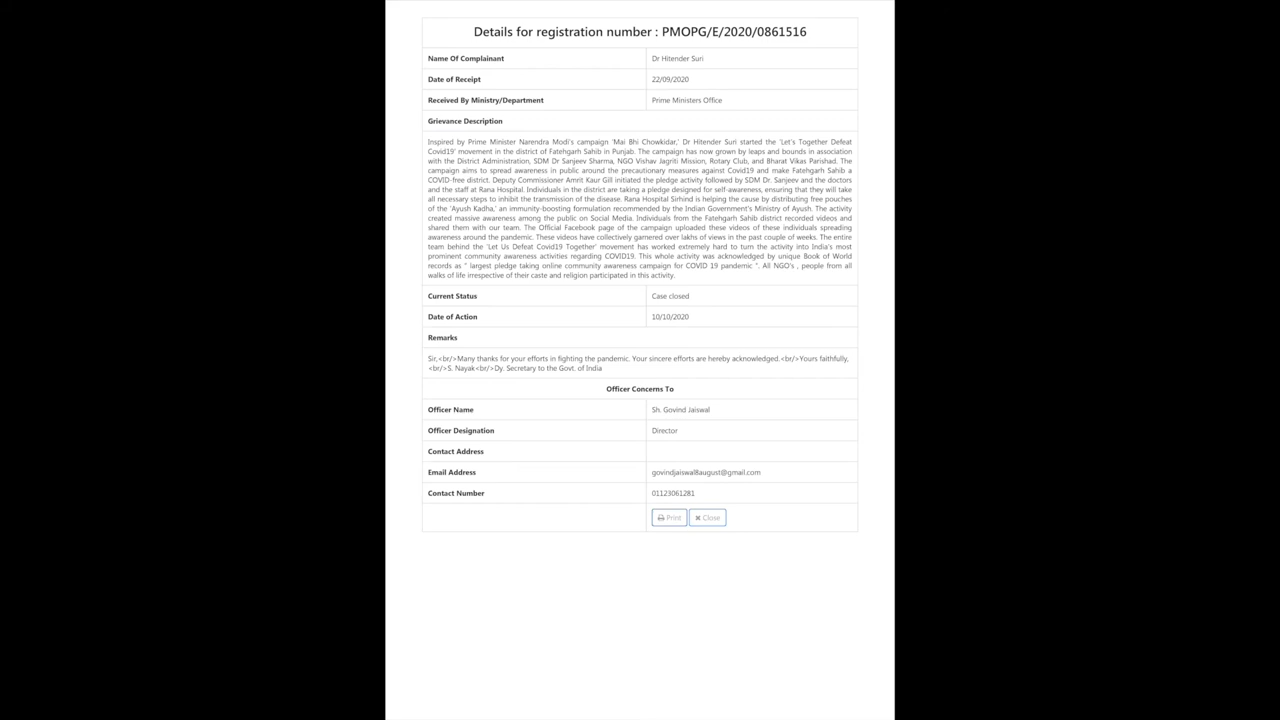 Details for registration number : PMOPG/E/2020/0861516
Name Of Complainant Dr Hitender Suri
Date of Receipt 22/09/2020
Received By Ministry/Department Prime Ministers Office
Grievance Description
Inspired by Prime Minister Narendra Modi's campaign 'Mai Bhi Chowkidar,' Dr Hitender Suri started the 'Let's Together Defeat
Covid19' movement in the district of Fatehgarh Sahib in Punjab. The campaign has now grown by leaps and bounds in association
with the District Administration, SDM Dr Sanjeev Sharma, NGO Vishav Jagriti Mission, Rotary Club, and Bharat Vikas Parishad. The
campaign aims to spread awareness in public around the precautionary measures against Covid19 and make Fatehgarh Sahib a
COVID-free district. Deputy Commissioner Amrit Kaur Gill initiated the pledge activity followed by SDM Dr. Sanjeev and the doctors
and the staff at Rana Hospital. Individuals in the district are taking a pledge designed for self-awareness, ensuring that they will take
all necessary steps to inhibit the transmission of the disease. Rana Hospital Sirhind is helping the cause by distributing free pouches
of the 'Ayush Kadha,' an immunity-boosting formulation recommended by the Indian Government's Ministry of Ayush. The activity
created massive awareness among the public on Social Media. Individuals from the Fatehgarh Sahib district recorded videos and
shared them with our team. The Official Facebook page of the campaign uploaded these videos of these individuals spreading
awareness around the pandemic. These videos have collectively garnered over lakhs of views in the past couple of weeks. The entire
team behind the 'Let Us Defeat Covid19 Together' movement has worked extremely hard to turn the activity into India's most
prominent community awareness activities regarding COVID19. This whole activity was acknowledged by unique Book of World
records as " largest pledge taking online community awareness campaign for COVID 19 pandemic ". All NGO's , people from all
walks of life irrespective of their caste and religion participated in this activity.
Current Status Case closed
Date of Action 10/10/2020
Remarks
Sir,<br/>Many thanks for your efforts in fighting the pandemic. Your sincere efforts are hereby acknowledged.<br/>Yours faithfully,
<br/>S. Nayak<br/>Dy. Secretary to the Govt. of India
Officer Concerns To
Officer Name Sh. Govind Jaiswal
Officer Designation Director
Contact Address
Email Address govindjaiswal8august@gmail.com
Contact Number 01123061281
Print Close